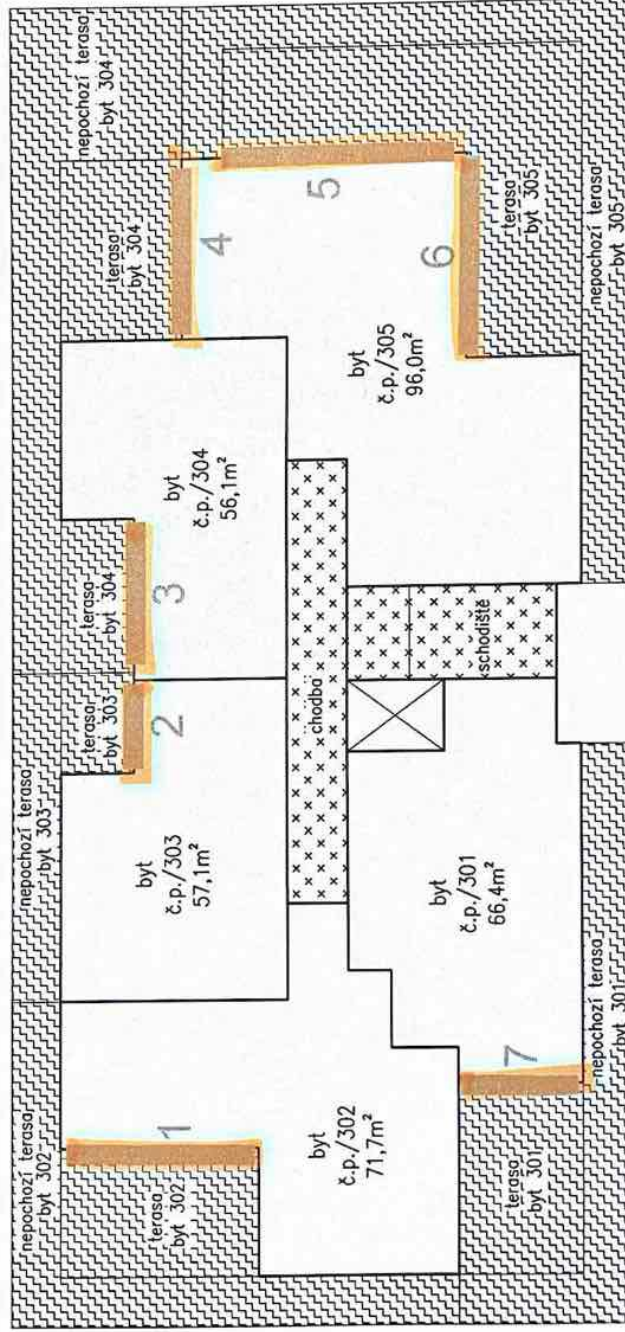 nepochozí terasa
byt 302
nepochozí terasa
byt 303
nepochozí terasa
byt 304
terasa
byt 302
terasa
byt 303
terasa
byt 304
terasa
byt 304
1
2
3
4
5
6
7
byt
č.p./303
57,1m²
byt
č.p./304
56,1m²
byt
č.p./302
71,7m²
chodba
byt
č.p./305
96,0m²
byt
č.p./301
66,4m²
schodiště
terasa
byt 301
terasa
byt 305
nepochozí terasa
byt 301
nepochozí terasa
byt 305